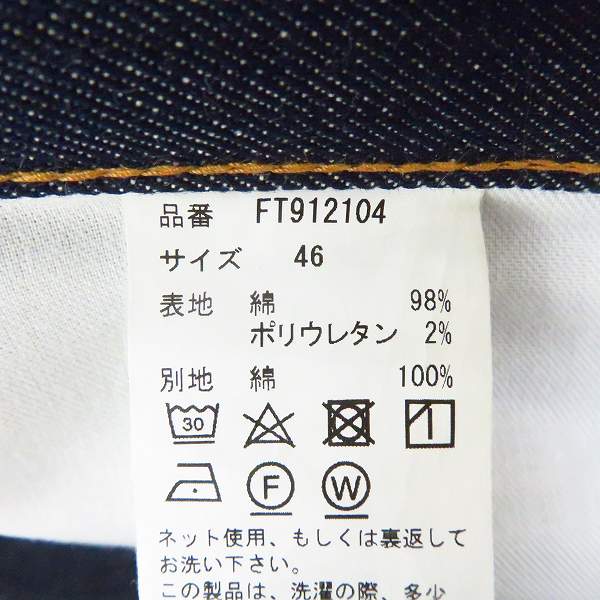 品番 FT912104
サイズ 46
表地 綿 98%
ポリウレタン 2%
別地 綿 100%
30
F W
ネット使用、もしくは裏返して
お洗い下さい。
この製品は、洗濯の際、多少